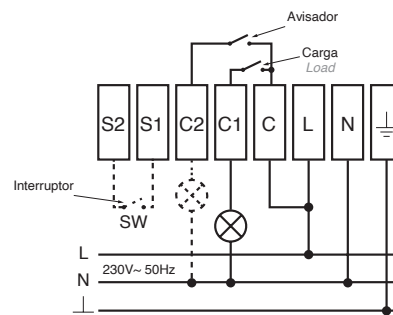 Avisador
Carga
Load
S2 S1 C2 C1 C L N
Interruptor
SW
L
230V~ 50Hz
N